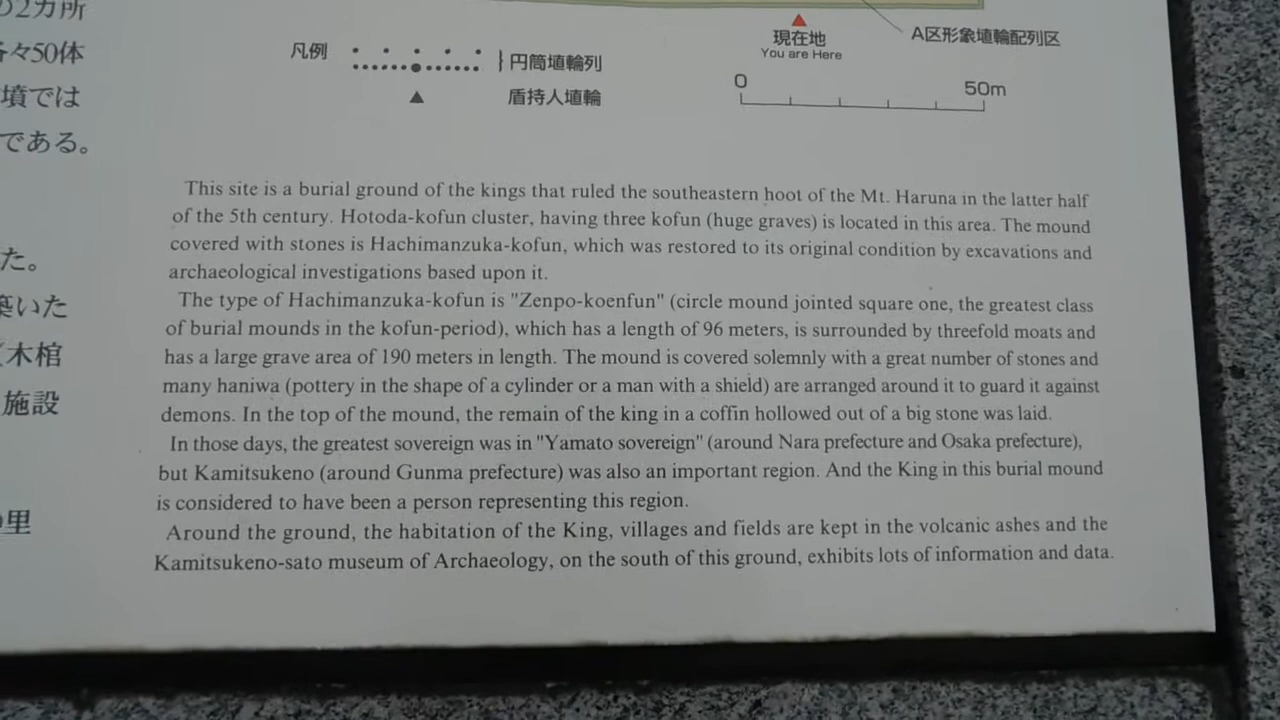 の2カ所
各々50体
墳では
である。
た。
築いた
(木棺
施設
里
現在地
You are Here
A区形象埴輪配列区
凡例
円筒埴輪列
盾持人埴輪
0 50m
This site is a burial ground of the kings that ruled the southeastern hoot of the Mt. Haruna in the latter half
of the 5th century. Hotoda-kofun cluster, having three kofun (huge graves) is located in this area. The mound
covered with stones is Hachimanzuka-kofun, which was restored to its original condition by excavations and
archaeological investigations based upon it.
The type of Hachimanzuka-kofun is "Zenpo-koenfun" (circle mound jointed square one, the greatest class
of burial mounds in the kofun-period), which has a length of 96 meters, is surrounded by threefold moats and
has a large grave area of 190 meters in length. The mound is covered solemnly with a great number of stones and
many haniwa (pottery in the shape of a cylinder or a man with a shield) are arranged around it to guard it against
demons. In the top of the mound, the remain of the king in a coffin hollowed out of a big stone was laid.
In those days, the greatest sovereign was in "Yamato sovereign" (around Nara prefecture and Osaka prefecture),
but Kamitsukeno (around Gunma prefecture) was also an important region. And the King in this burial mound
is considered to have been a person representing this region.
Around the ground, the habitation of the King, villages and fields are kept in the volcanic ashes and the
Kamitsukeno-sato museum of Archaeology, on the south of this ground, exhibits lots of information and data.